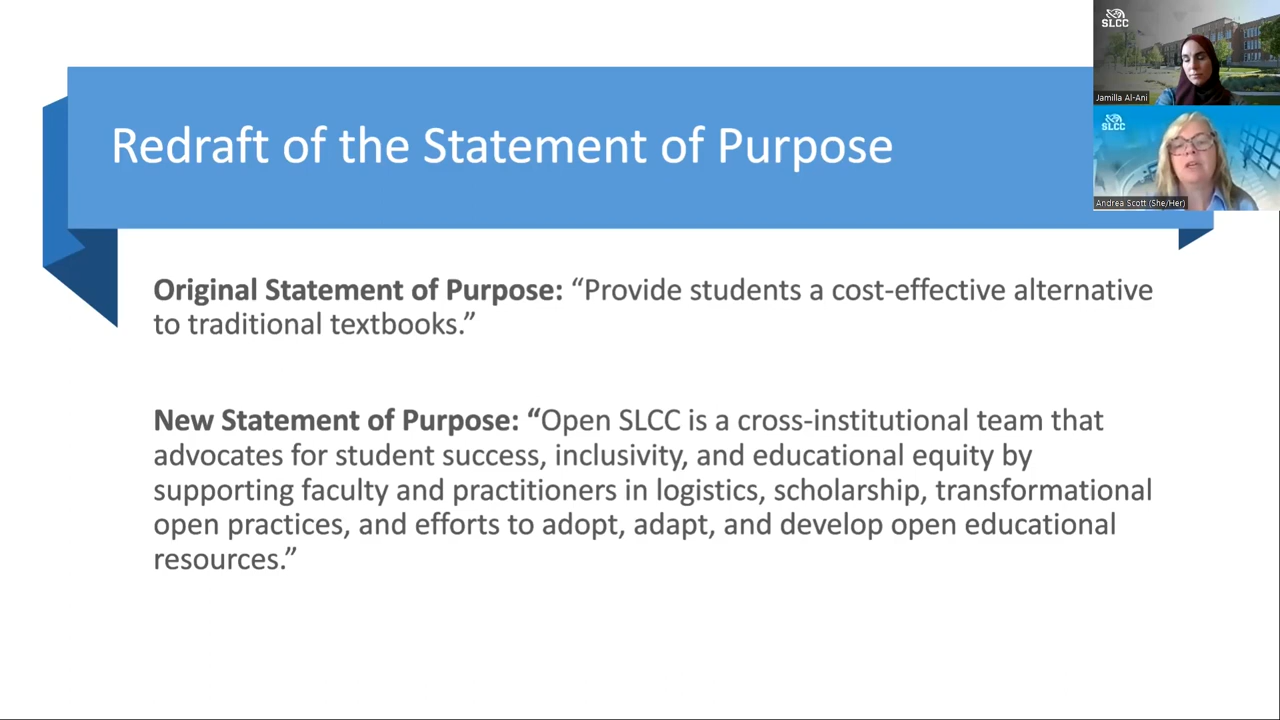 SLCC
Jamilla Al-Ani
SLCC
Andrea Scott (She/Her)
Redraft of the Statement of Purpose
Original Statement of Purpose: “Provide students a cost-effective alternative
to traditional textbooks.”
New Statement of Purpose: “Open SLCC is a cross-institutional team that
advocates for student success, inclusivity, and educational equity by
supporting faculty and practitioners in logistics, scholarship, transformational
open practices, and efforts to adopt, adapt, and develop open educational
resources.”